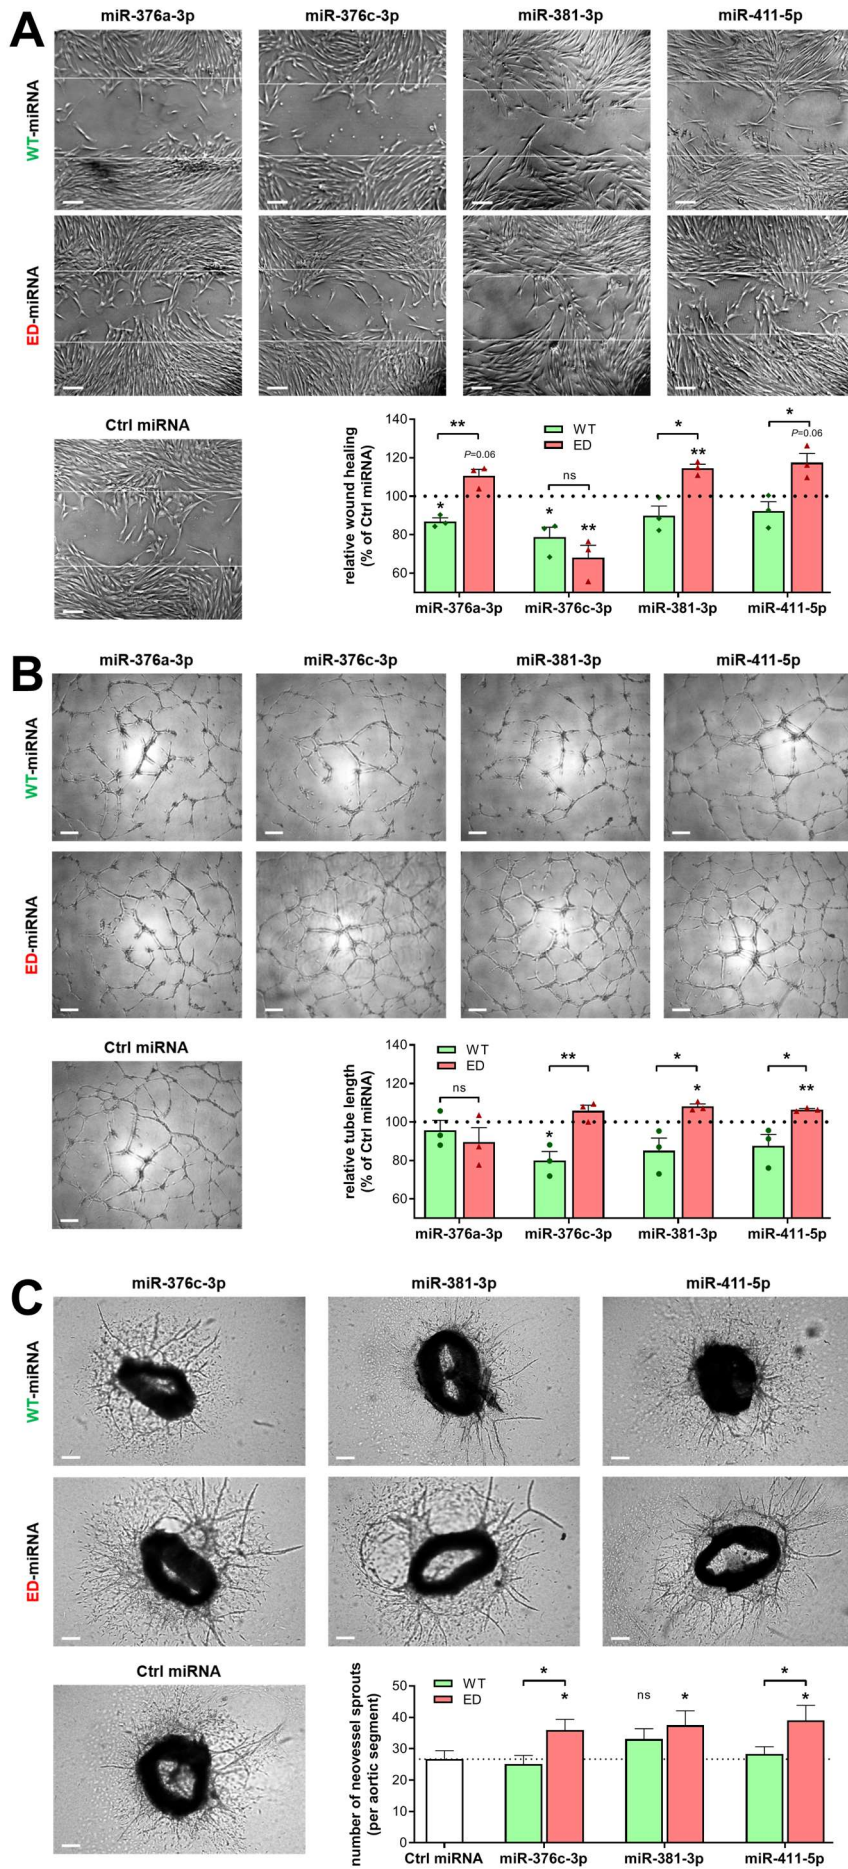 A
miR-376a-3p
miR-376c-3p
miR-381-3p
miR-411-5p
WT-miRNA
ED-miRNA
Ctrl miRNA
relative wound healing
(% of Ctrl miRNA)
140
120
100
80
60
WT
ED
**
P=0.06
*
ns
*
**
*
**
*
P=0.06
miR-376a-3p
miR-376c-3p
miR-381-3p
miR-411-5p
B
miR-376a-3p
miR-376c-3p
miR-381-3p
miR-411-5p
WT-miRNA
ED-miRNA
Ctrl miRNA
relative tube length
(% of Ctrl miRNA)
140
120
100
80
60
WT
ED
ns
**
*
*
*
*
**
miR-376a-3p
miR-376c-3p
miR-381-3p
miR-411-5p
C
miR-376c-3p
miR-381-3p
miR-411-5p
WT-miRNA
ED-miRNA
Ctrl miRNA
number of neovessel sprouts
(per aortic segment)
50
40
30
20
10
0
WT
ED
*
*
ns
*
*
*
Ctrl miRNA
miR-376c-3p
miR-381-3p
miR-411-5p